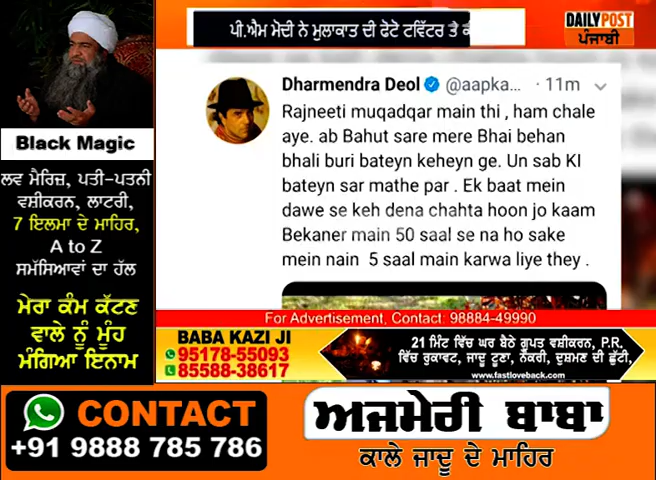 ਪੀ.ਐਮ ਮੋਦੀ ਨੇ ਮੁਲਾਕਾਤ ਦੀ ਫੋਟੋ ਟਵਿੱਟਰ ਤੇ
DAILYPOST
ਪੰਜਾਬੀ
Dharmendra Deol @aapka... · 11m
Rajneeti muqadqar main thi , ham chale
aye. ab Bahut sare mere Bhai behan
bhali buri bateyn keheyn ge. Un sab KI
bateyn sar mathe par . Ek baat mein
dawe se keh dena chahta hoon jo kaam
Bekaner main 50 saal se na ho sake
mein nain 5 saal main karwa liye they .
Black Magic
ਲਵ ਮੈਰਿਜ਼, ਪਤੀ-ਪਤਨੀ
ਵਸ਼ੀਕਰਨ, ਲਾਟਰੀ,
7 ਇਲਮਾ ਦੇ ਮਾਹਿਰ,
A to Z
ਸਮੱਸਿਆਵਾਂ ਦਾ ਹੱਲ
ਮੇਰਾ ਕੰਮ ਕੱਟਣ
ਵਾਲੇ ਨੂੰ ਮੂੰਹ
ਮੰਗਿਆ ਇਨਾਮ
For Advertisement, Contact: 98884-49990
BABA KAZI JI
95178-55093
85588-38617
21 ਮਿੰਟ ਵਿੱਚ ਘਰ ਬੈਠੇ ਗੁਪਤ ਵਸ਼ੀਕਰਨ, P.R.
ਵਿੱਚ ਰੁਕਾਵਟ, ਜਾਦੂ ਟੂਣਾ, ਨੌਕਰੀ, ਦੁਸ਼ਮਣ ਦੀ ਛੁੱਟੀ,
www.fastloveback.com
CONTACT
+91 9888 785 786
ਅਜਮੇਰੀ ਬਾਬਾ
ਕਾਲੇ ਜਾਦੂ ਦੇ ਮਾਹਿਰ